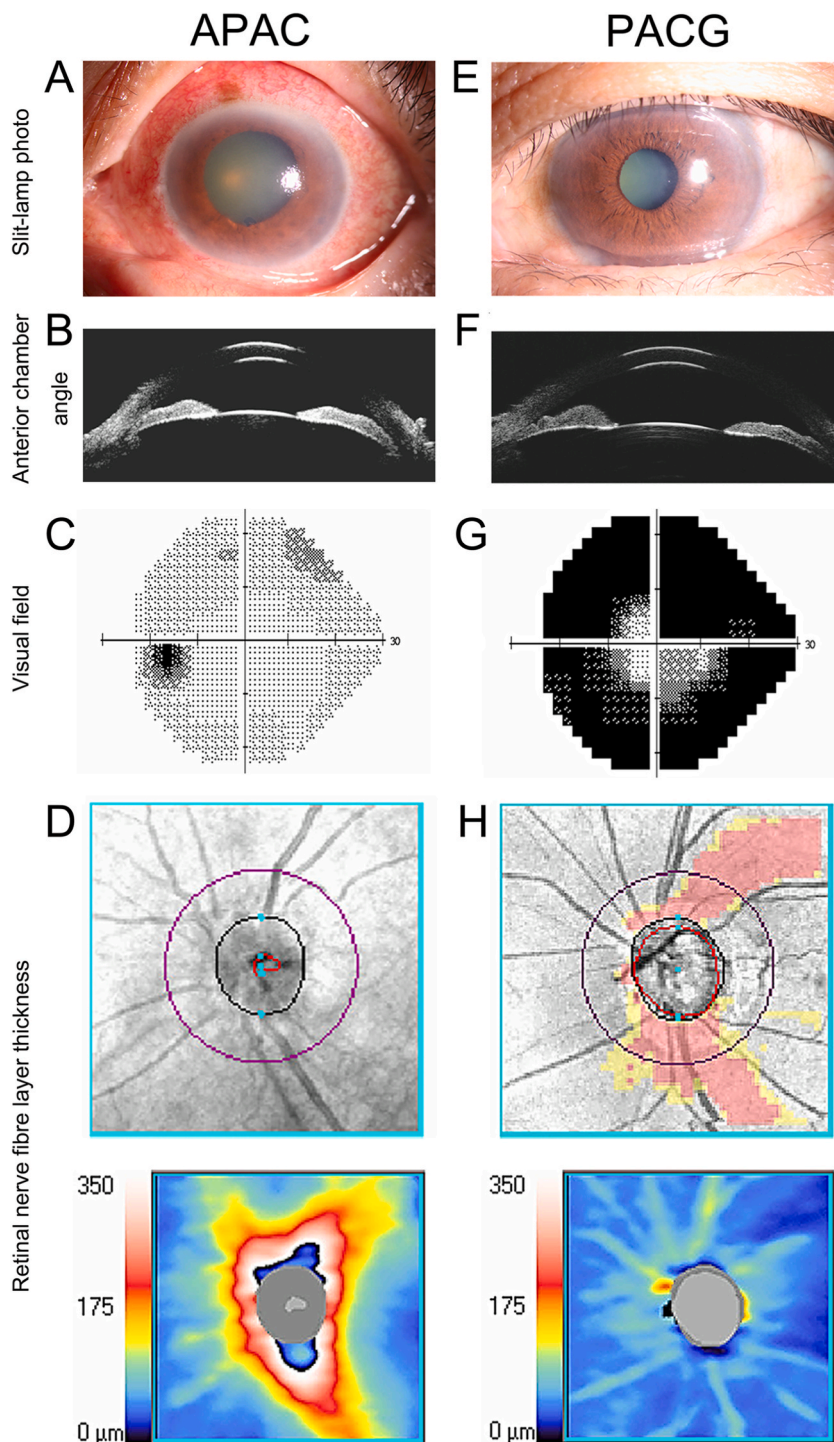 APAC PACG
A E
Slit-lamp photo
B F
Anterior chamber
angle
C G
30 30
Visual field
D H
Retinal nerve fibre layer thickness
350 350
175 175
0 μm 0 μm